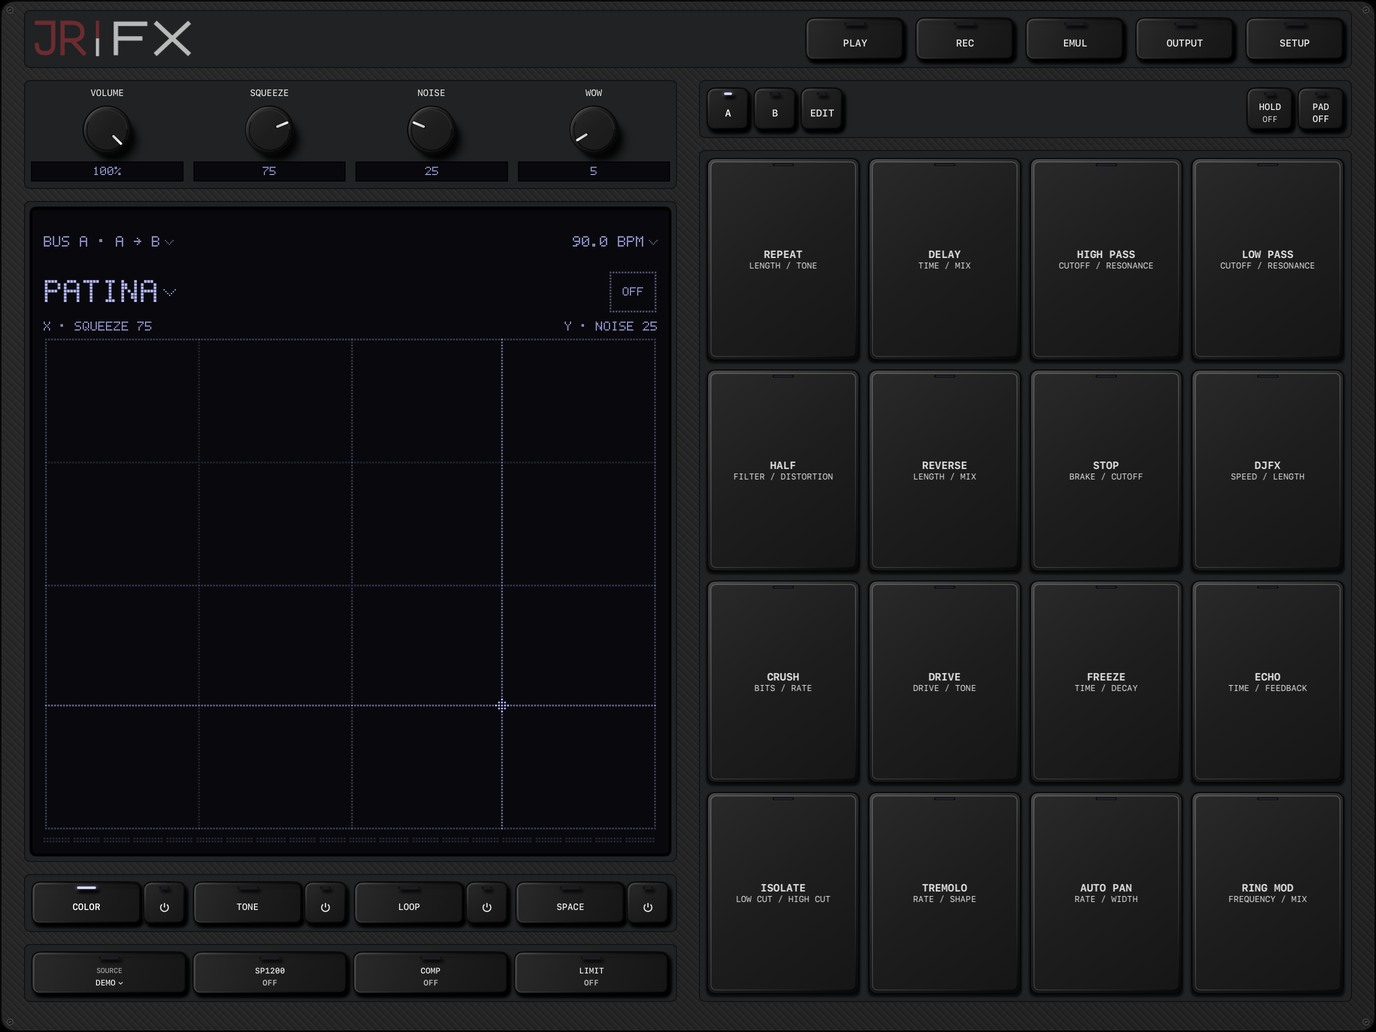 JR|FX
PLAY
REC
EMUL
OUTPUT
SETUP
VOLUME
SQUEEZE
NOISE
WOW
100%
75
25
5
A
B
EDIT
HOLD
OFF
PAD
OFF
BUS A · A → B
90.0 BPM
PATINA
OFF
X · SQUEEZE 75
Y · NOISE 25
REPEAT
LENGTH / TONE
DELAY
TIME / MIX
HIGH PASS
CUTOFF / RESONANCE
LOW PASS
CUTOFF / RESONANCE
HALF
FILTER / DISTORTION
REVERSE
LENGTH / MIX
STOP
BRAKE / CUTOFF
DJFX
SPEED / LENGTH
CRUSH
BITS / RATE
DRIVE
DRIVE / TONE
FREEZE
TIME / DECAY
ECHO
TIME / FEEDBACK
ISOLATE
LOW CUT / HIGH CUT
TREMOLO
RATE / SHAPE
AUTO PAN
RATE / WIDTH
RING MOD
FREQUENCY / MIX
COLOR
TONE
LOOP
SPACE
SOURCE
DEMO
SP1200
OFF
COMP
OFF
LIMIT
OFF